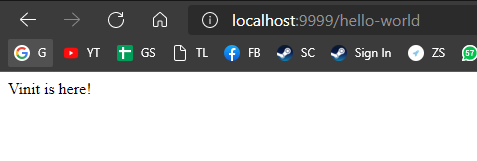 localhost:9999/hello-world
G YT GS TL FB SC Sign In ZS 57
Vinit is here!